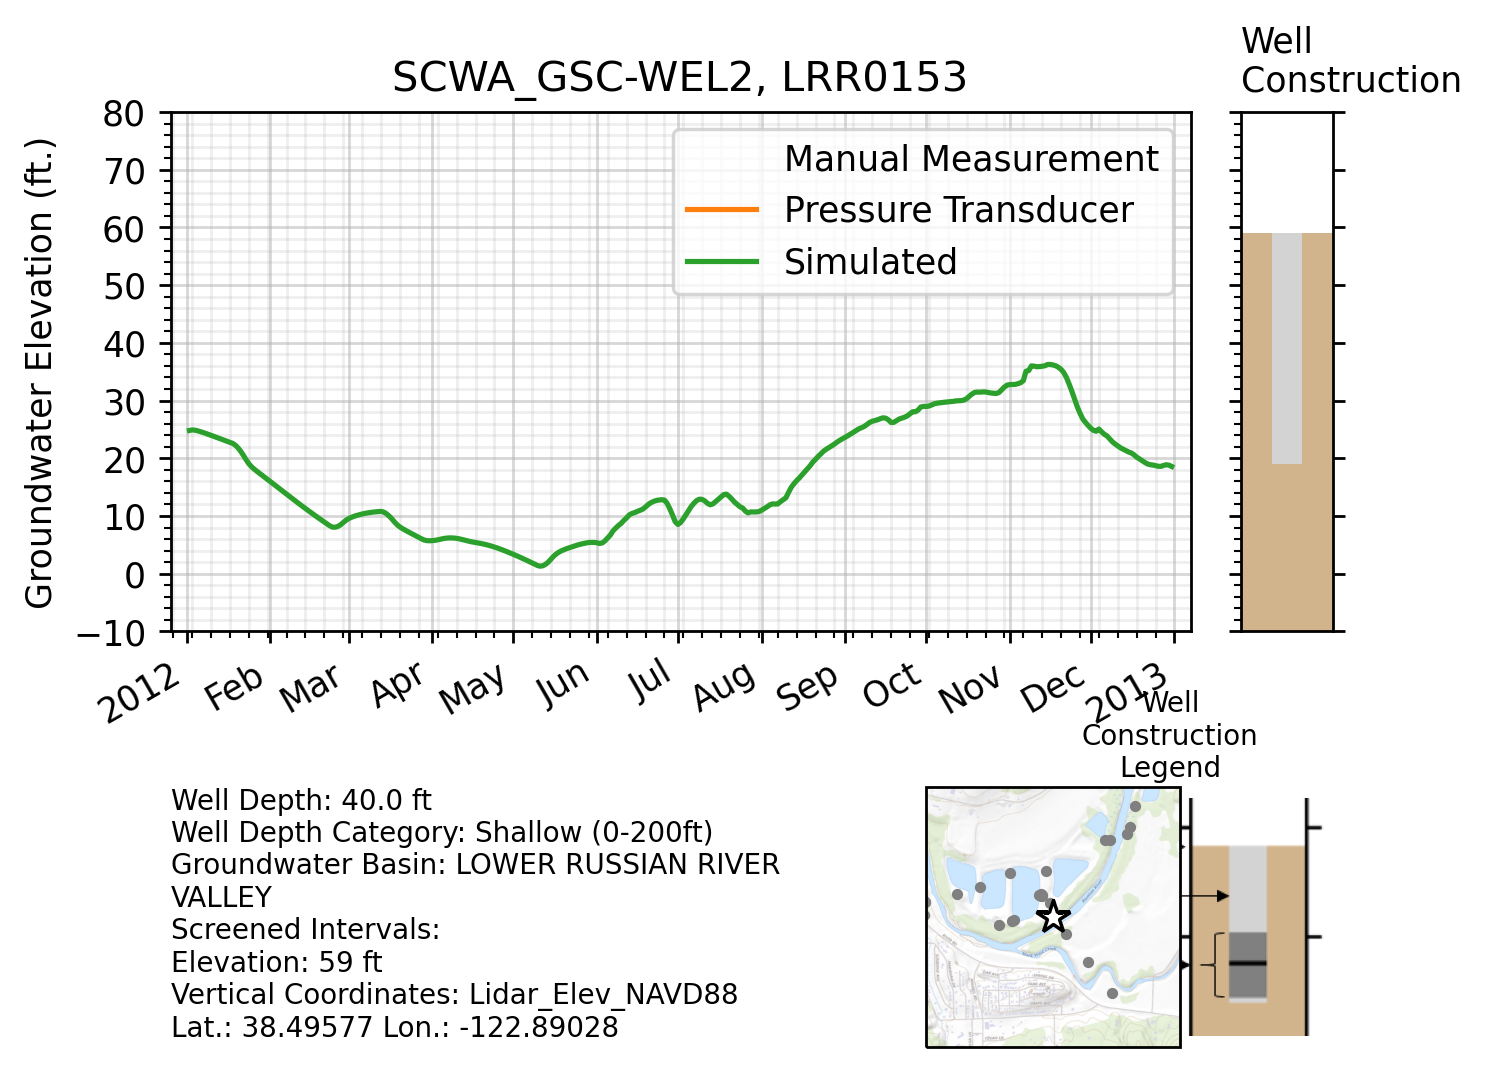 Well
Construction
SCWA_GSC-WEL2, LRR0153
Groundwater Elevation (ft.)
80
70
60
50
40
30
20
10
0
−10
Manual Measurement
Pressure Transducer
Simulated
2012 Feb Mar Apr May Jun Jul Aug Sep Oct Nov Dec 2013
Well
Construction
Legend
Well Depth: 40.0 ft
Well Depth Category: Shallow (0-200ft)
Groundwater Basin: LOWER RUSSIAN RIVER
VALLEY
Screened Intervals:
Elevation: 59 ft
Vertical Coordinates: Lidar_Elev_NAVD88
Lat.: 38.49577 Lon.: -122.89028